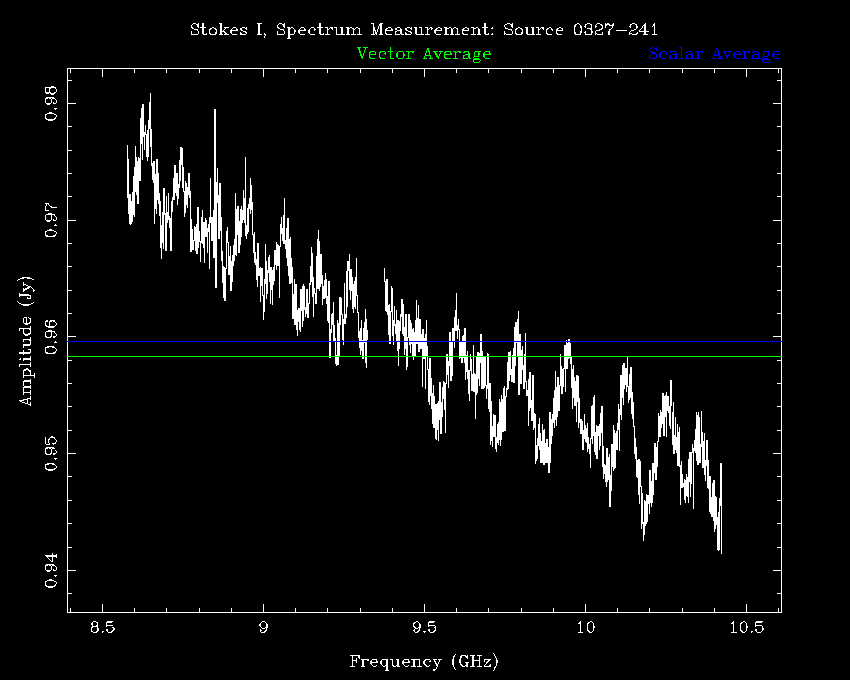 Stokes I, Spectrum Measurement: Source 0327−241
Vector Average Scalar Average
0.98
0.97
0.96
0.95
0.94
Amplitude (Jy)
8.5 9 9.5 10 10.5
Frequency (GHz)